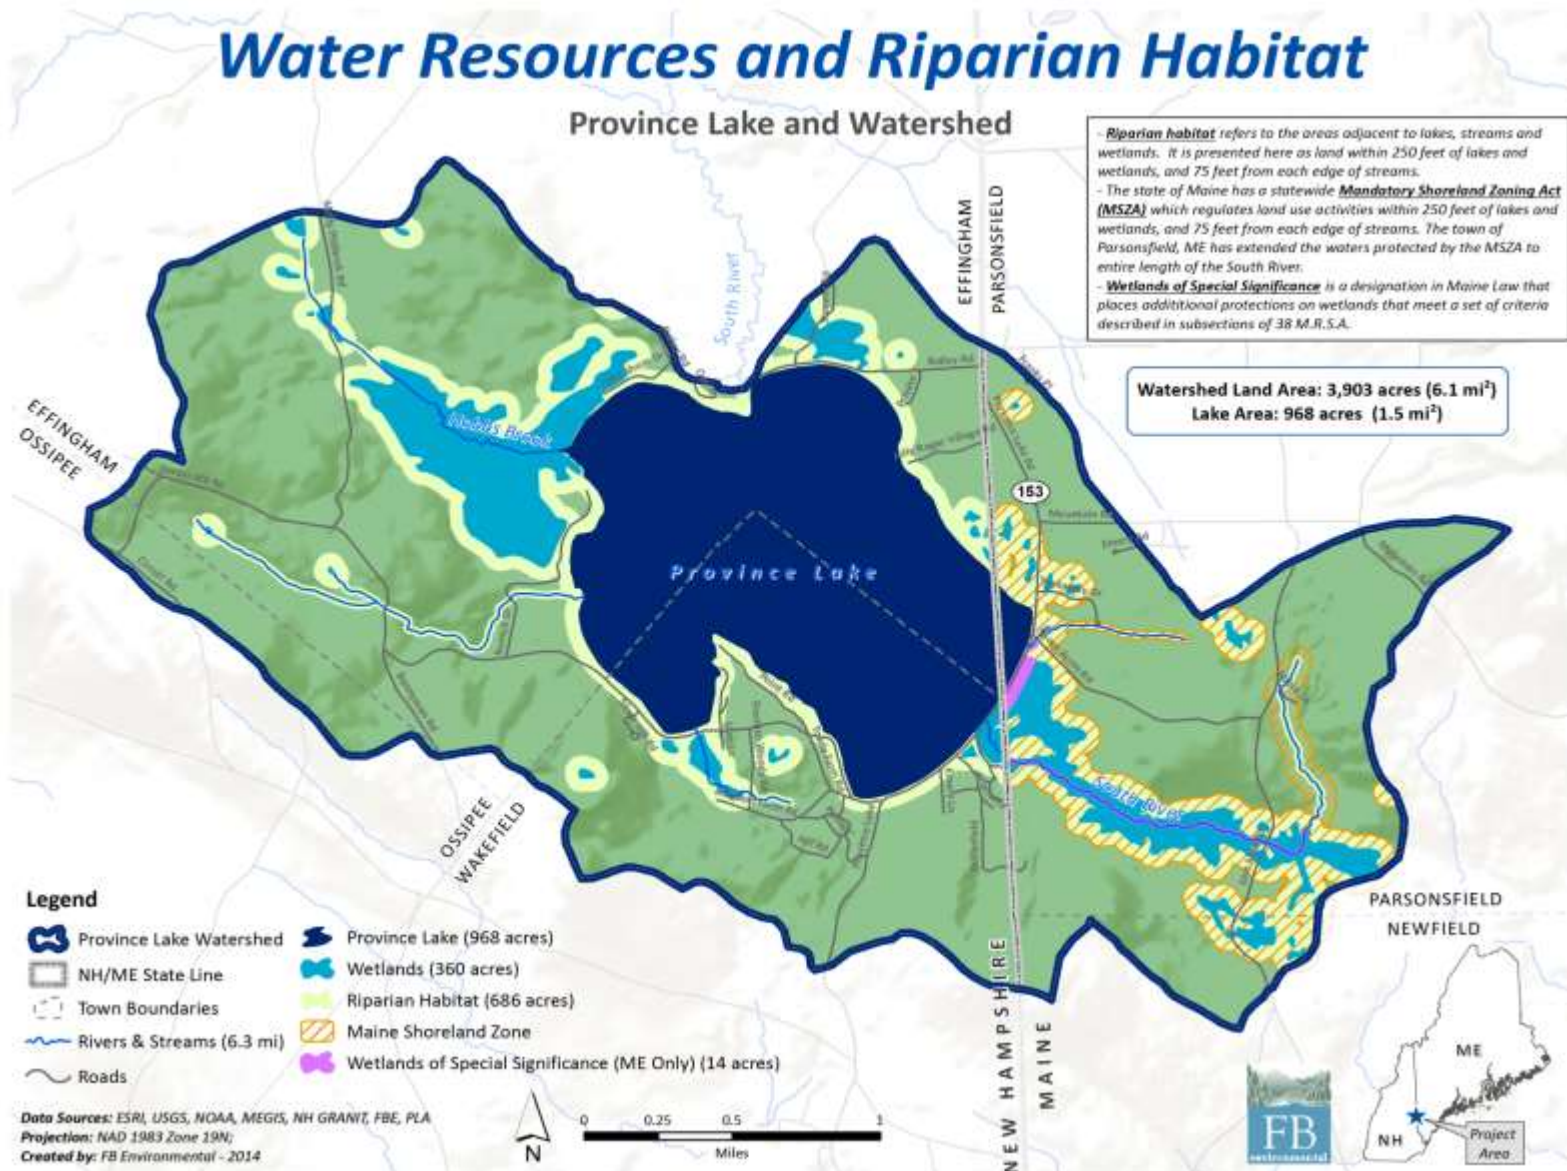 Water Resources and Riparian Habitat
Province Lake and Watershed
- Riparian habitat refers to the areas adjacent to lakes, streams and
wetlands. It is presented here as land within 250 feet of lakes and
wetlands, and 75 feet from each edge of streams.
- The state of Maine has a statewide Mandatory Shoreland Zoning Act
(MSZA) which regulates land use activities within 250 feet of lakes and
wetlands, and 75 feet from each edge of streams. The town of
Parsonsfield, ME has extended the waters protected by the MSZA to
entire length of the South River.
- Wetlands of Special Significance is a designation in Maine Law that
places addititional protections on wetlands that meet a set of criteria
described in subsections of 38 M.R.S.A.
Watershed Land Area: 3,903 acres (6.1 mi²)
Lake Area: 968 acres (1.5 mi²)
EFFINGHAM
PARSONSFIELD
South River
EFFINGHAM
OSSIPEE
Hobbs Brook
153
Province Lake
South River
OSSIPEE
WAKEFIELD
PARSONSFIELD
NEWFIELD
NEW HAMPSHIRE
MAINE
Legend
Province Lake Watershed
NH/ME State Line
Town Boundaries
Rivers & Streams (6.3 mi)
Roads
Province Lake (968 acres)
Wetlands (360 acres)
Riparian Habitat (686 acres)
Maine Shoreland Zone
Wetlands of Special Significance (ME Only) (14 acres)
Data Sources: ESRI, USGS, NOAA, MEGIS, NH GRANIT, FBE, PLA
Projection: NAD 1983 Zone 19N;
Created by: FB Environmental - 2014
N
0 0.25 0.5 1
Miles
FB
environmental
ME
NH
Project
Area